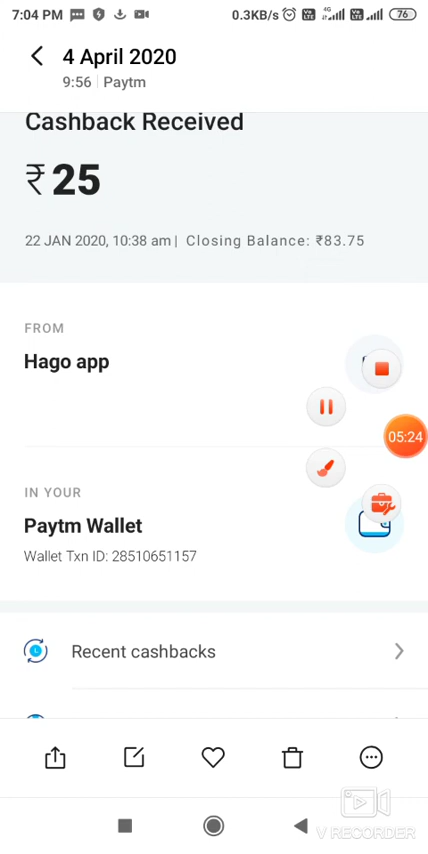 7:04 PM
0.3KB/s
4G
76
4 April 2020
9:56 Paytm
Cashback Received
₹25
22 JAN 2020, 10:38 am | Closing Balance: ₹83.75
FROM
Hago app
05:24
IN YOUR
Paytm Wallet
Wallet Txn ID: 28510651157
Recent cashbacks
V RECORDER